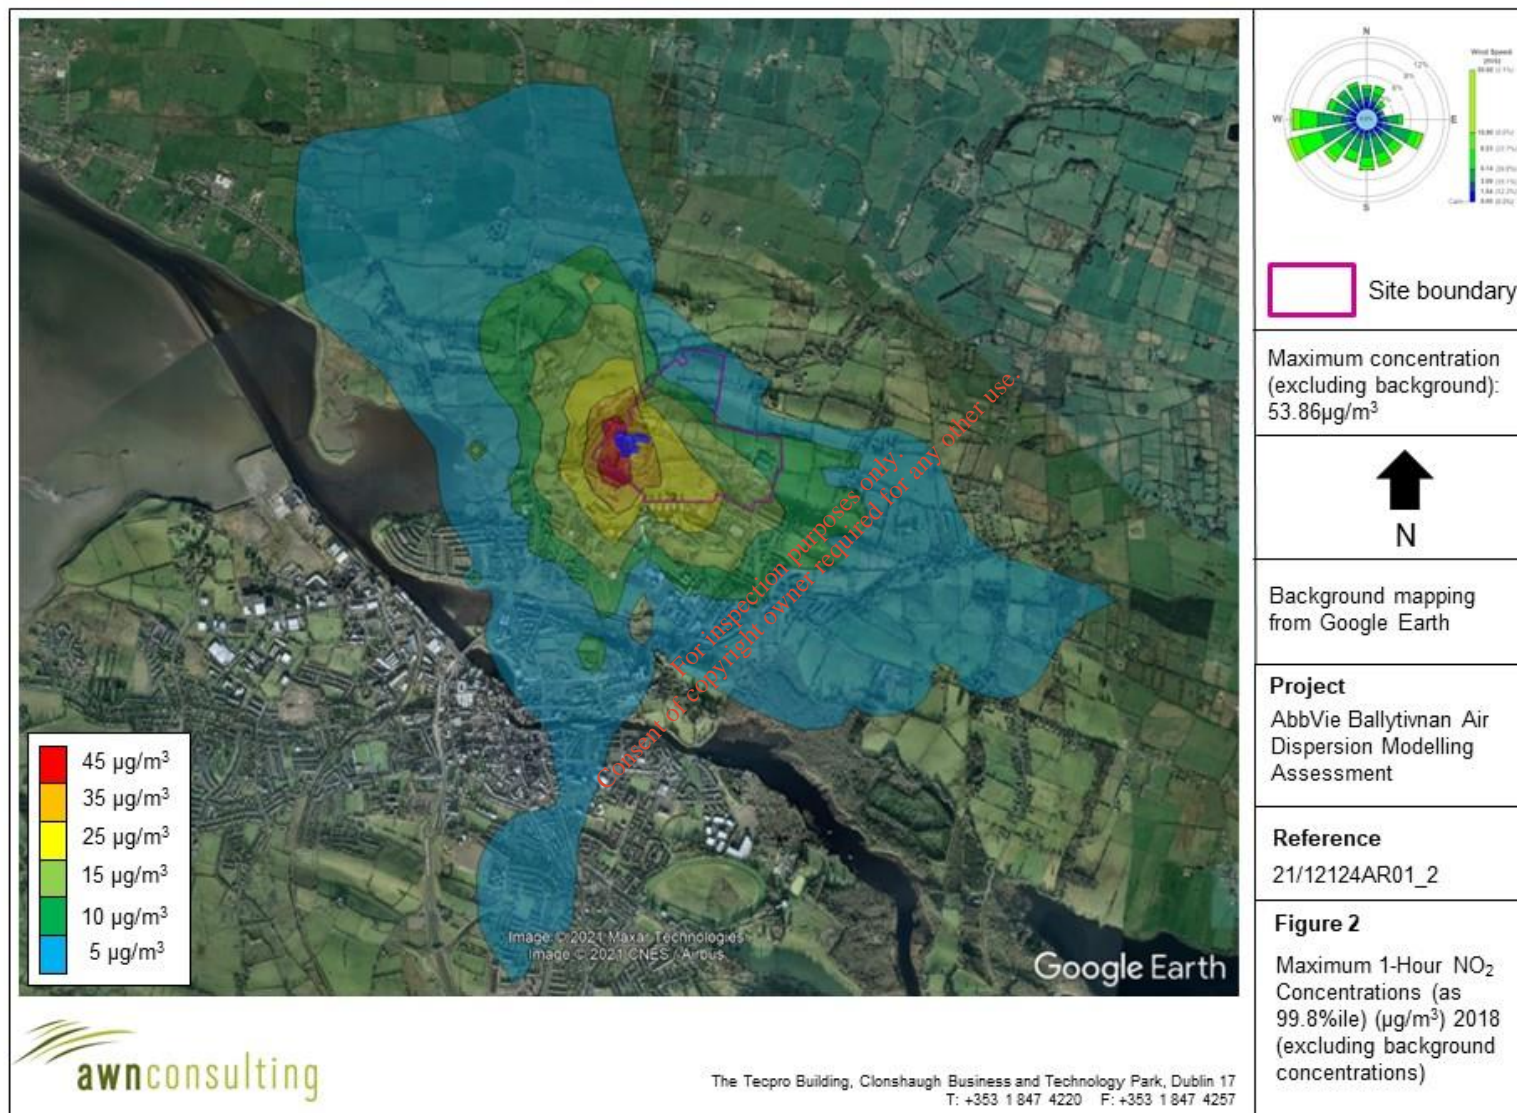 N
12%
8%
W
E
S
Wind Speed
Calm
Site boundary
Maximum concentration
(excluding background):
53.86µg/m³
N
Background mapping
from Google Earth
Project
AbbVie Ballytivnan Air
Dispersion Modelling
Assessment
Reference
21/12124AR01_2
Figure 2
Maximum 1-Hour NO₂
Concentrations (as
99.8%ile) (µg/m³) 2018
(excluding background
concentrations)
For inspection purposes only.
Consent of copyright owner required for any other use.
45 µg/m³
35 µg/m³
25 µg/m³
15 µg/m³
10 µg/m³
5 µg/m³
Image © 2021 Maxar Technologies
Image © 2021 CNES / Airbus
Google Earth
awnconsulting
The Tecpro Building, Clonshaugh Business and Technology Park, Dublin 17
T: +353 1 847 4220 F: +353 1 847 4257